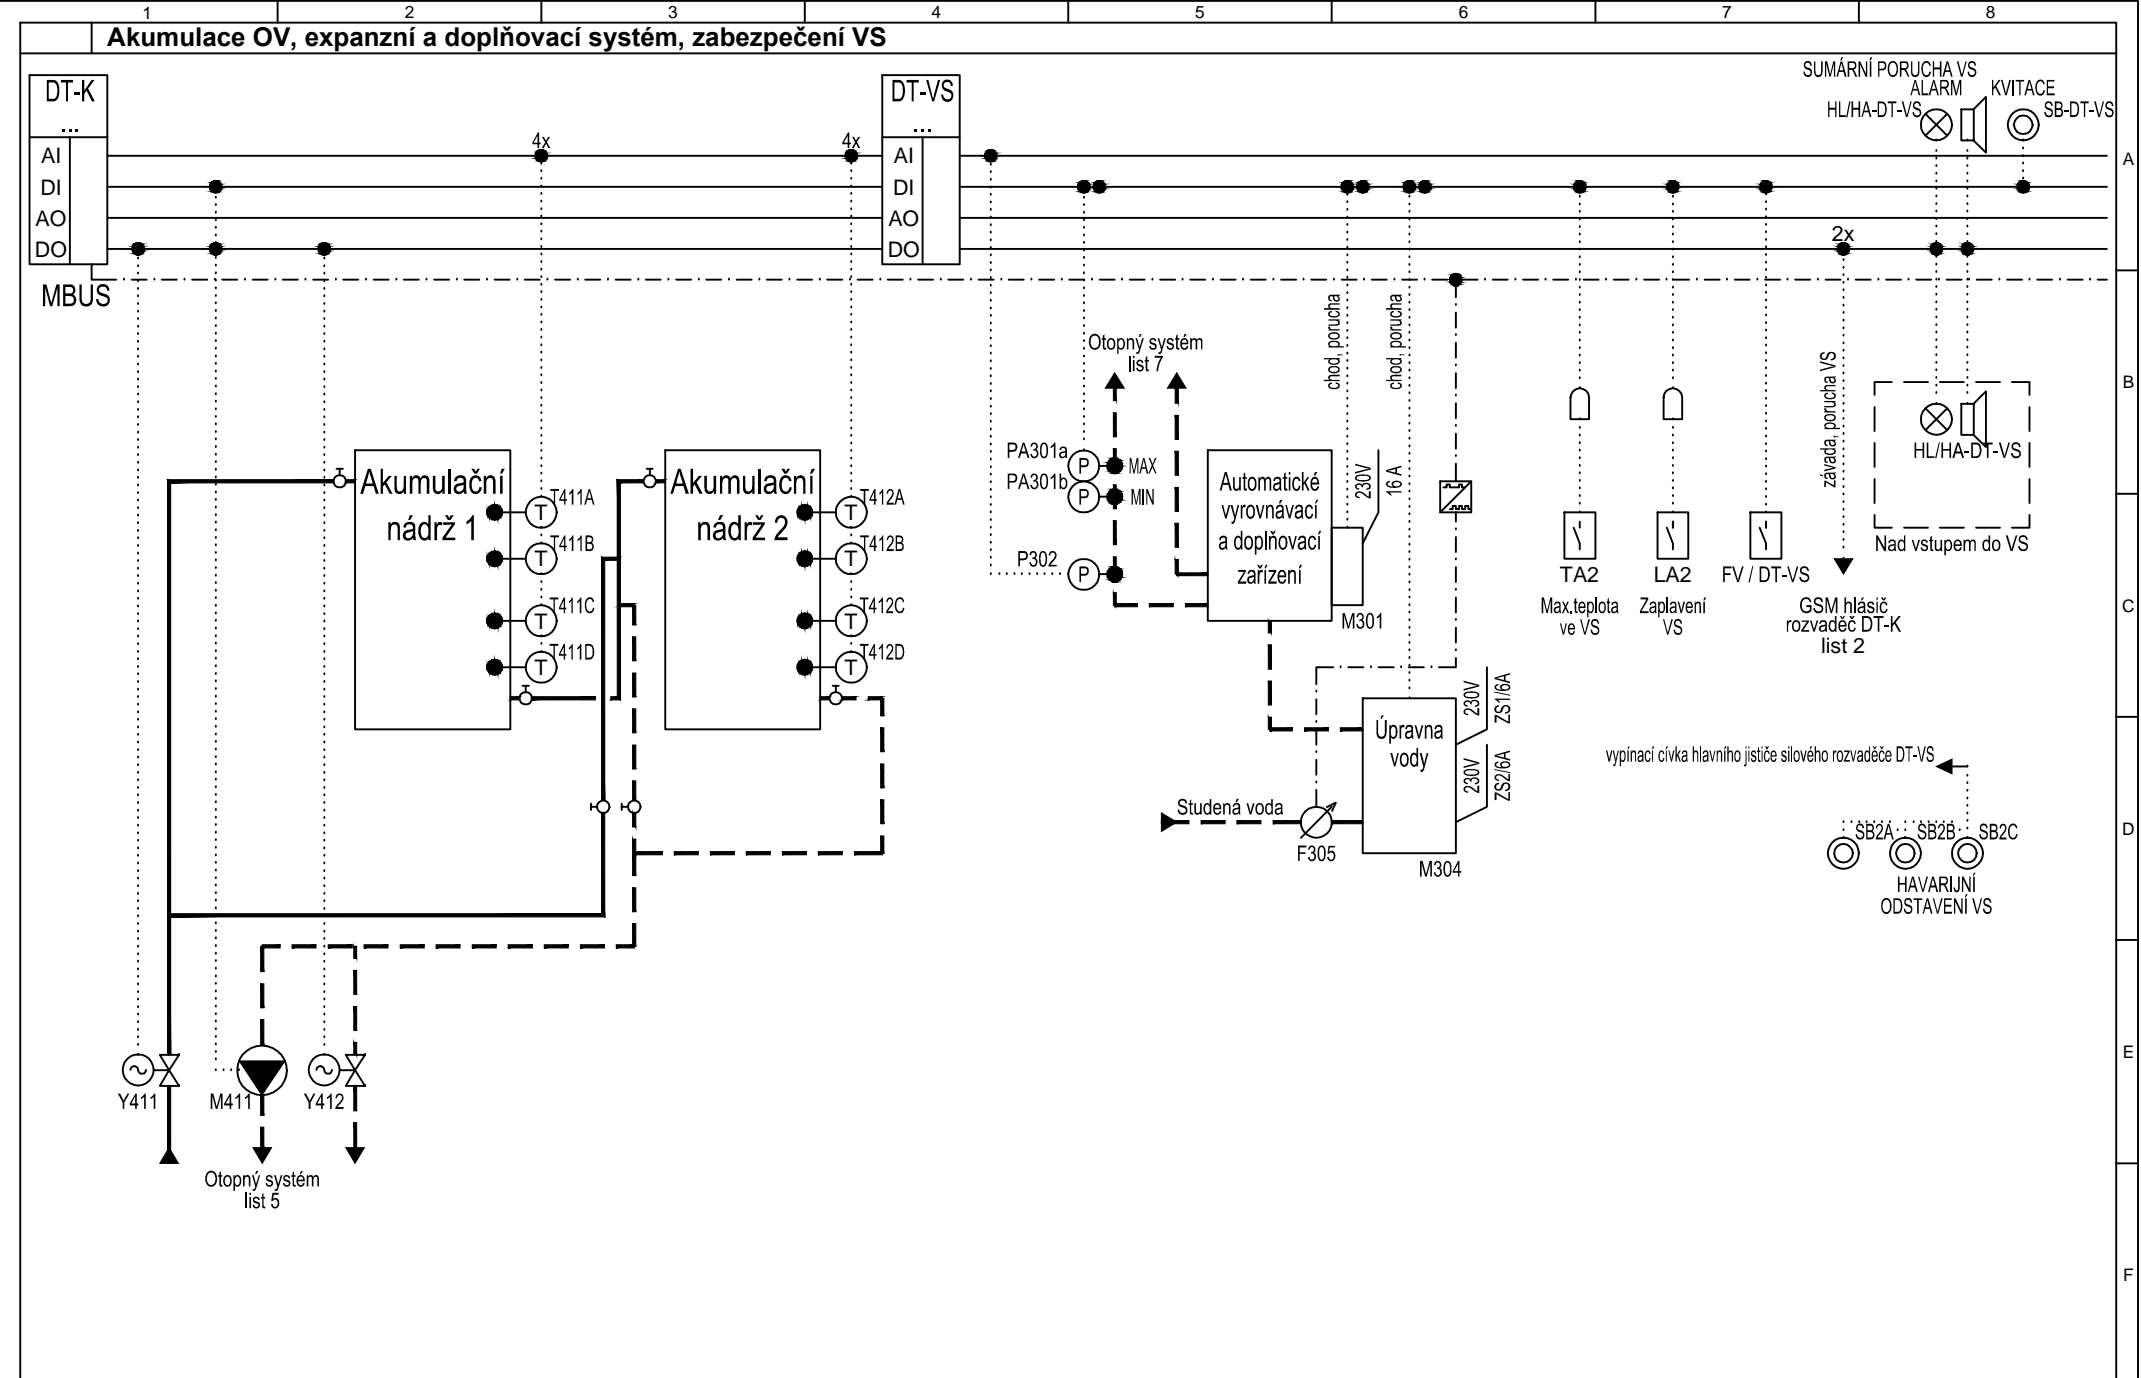 1 2 3 4 5 6 7 8
Akumulace OV, expanzní a doplňovací systém, zabezpečení VS
DT-K
...
AI
DI
AO
DO
MBUS
4x
4x
DT-VS
...
AI
DI
AO
DO
SUMÁRNÍ PORUCHA VS
ALARM
HL/HA-DT-VS
KVITACE
SB-DT-VS
2x
A
B
C
D
E
F
Otopný systém
list 7
chod, porucha
chod, porucha
závada, porucha VS
HL/HA-DT-VS
Nad vstupem do VS
Akumulační
nádrž 1
T411A
T
T411B
T
T411C
T
T411D
T
Akumulační
nádrž 2
T412A
T
T412B
T
T412C
T
T412D
T
PA301a
P
MAX
PA301b
P
MIN
P302
P
Automatické
vyrovnávací
a doplňovací
zařízení
230V
16 A
M301
TA2
Max.teplota
ve VS
LA2
Zaplavení
VS
FV / DT-VS
GSM hlásič
rozvaděč DT-K
list 2
Úpravna
vody
230V
ZS1/6A
230V
ZS2/6A
M304
Studená voda
F305
vypínací cívka hlavního jističe silového rozvaděče DT-VS
SB2A
SB2B
SB2C
HAVARIJNÍ
ODSTAVENÍ VS
Y411
M411
Y412
Otopný systém
list 5